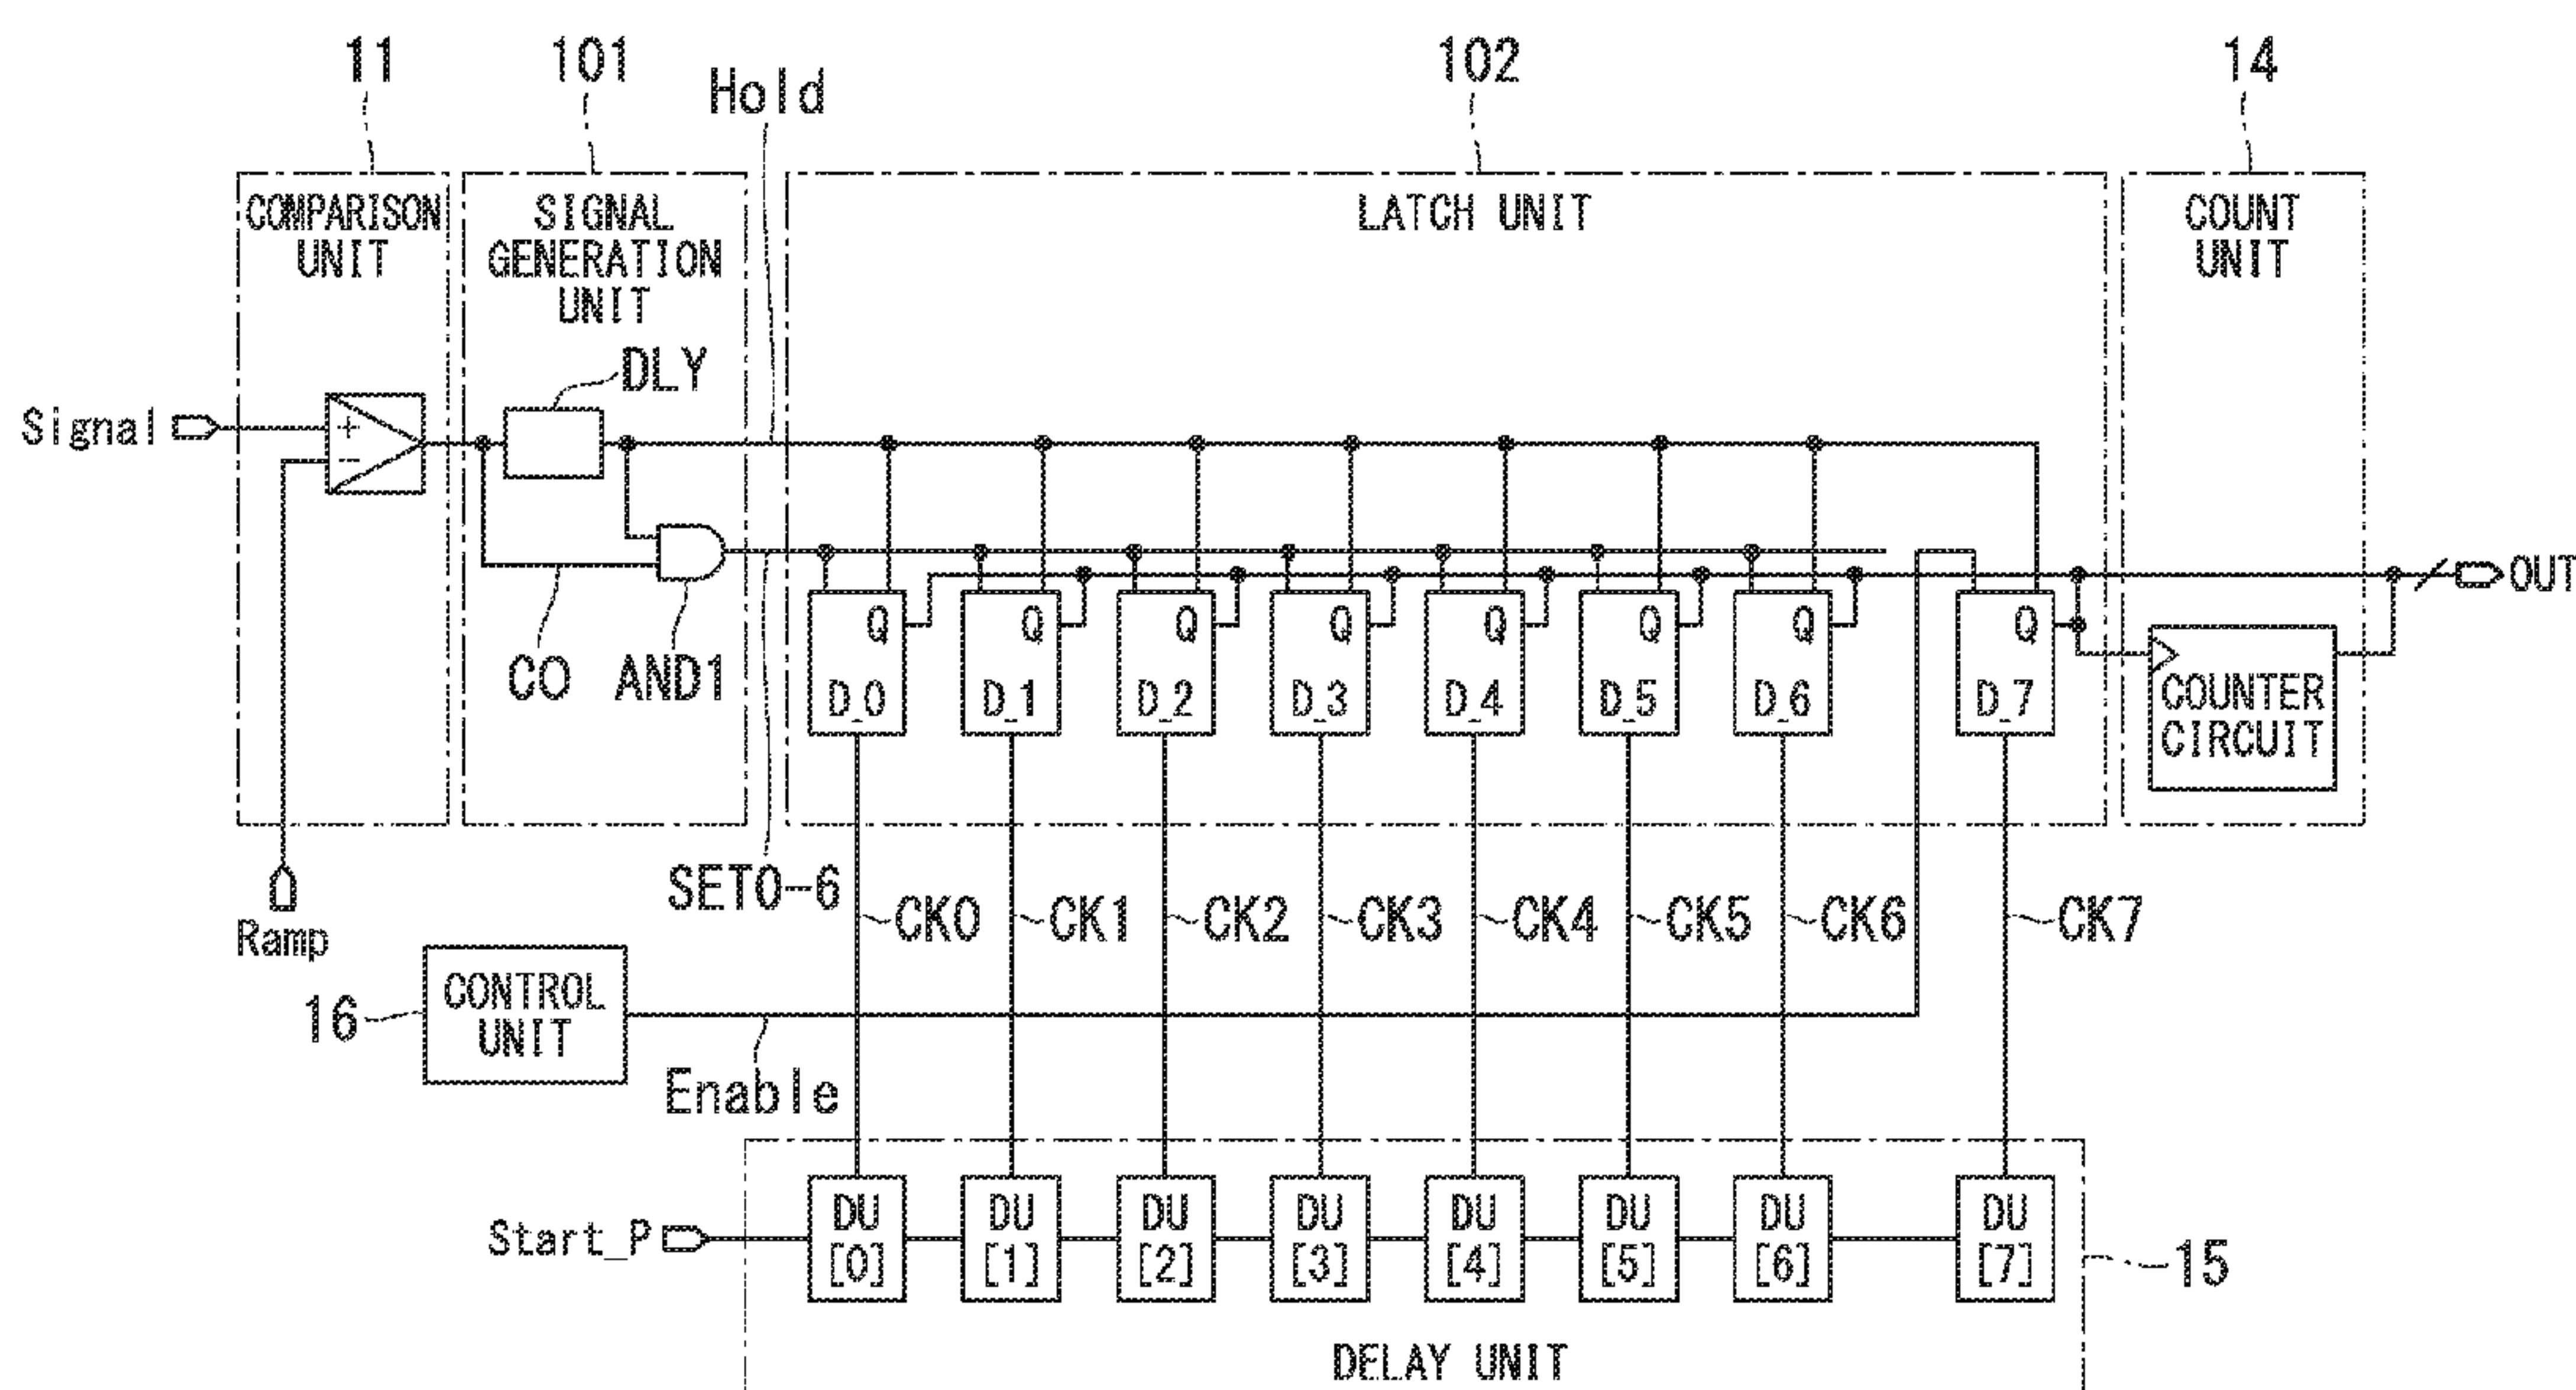 11
101
Hold
102
14
COMPARISON
UNIT
SIGNAL
GENERATION
UNIT
LATCH UNIT
COUNT
UNIT
DLY
Signal
+
−
OUT
Q
Q
Q
Q
Q
Q
Q
Q
CO
AND1
D_0
D_1
D_2
D_3
D_4
D_5
D_6
D_7
COUNTER
CIRCUIT
SET0-6
CK0
CK1
CK2
CK3
CK4
CK5
CK6
CK7
Ramp
16
CONTROL
UNIT
Enable
Start_P
DU
[0]
DU
[1]
DU
[2]
DU
[3]
DU
[4]
DU
[5]
DU
[6]
DU
[7]
15
DELAY UNIT